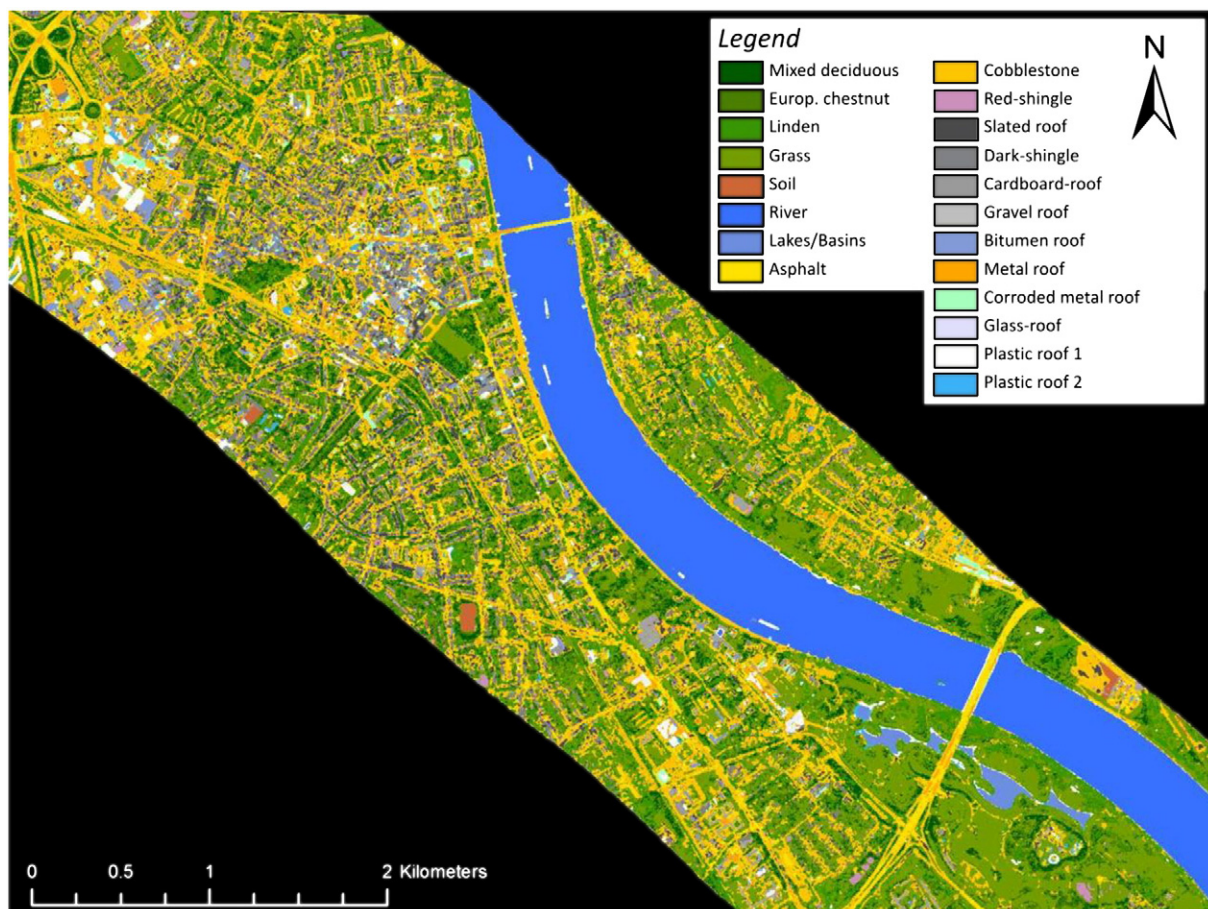 Legend
Mixed deciduous
Europ. chestnut
Linden
Grass
Soil
River
Lakes/Basins
Asphalt
Cobblestone
Red-shingle
Slated roof
Dark-shingle
Cardboard-roof
Gravel roof
Bitumen roof
Metal roof
Corroded metal roof
Glass-roof
Plastic roof 1
Plastic roof 2
N
0 0.5 1 2 Kilometers